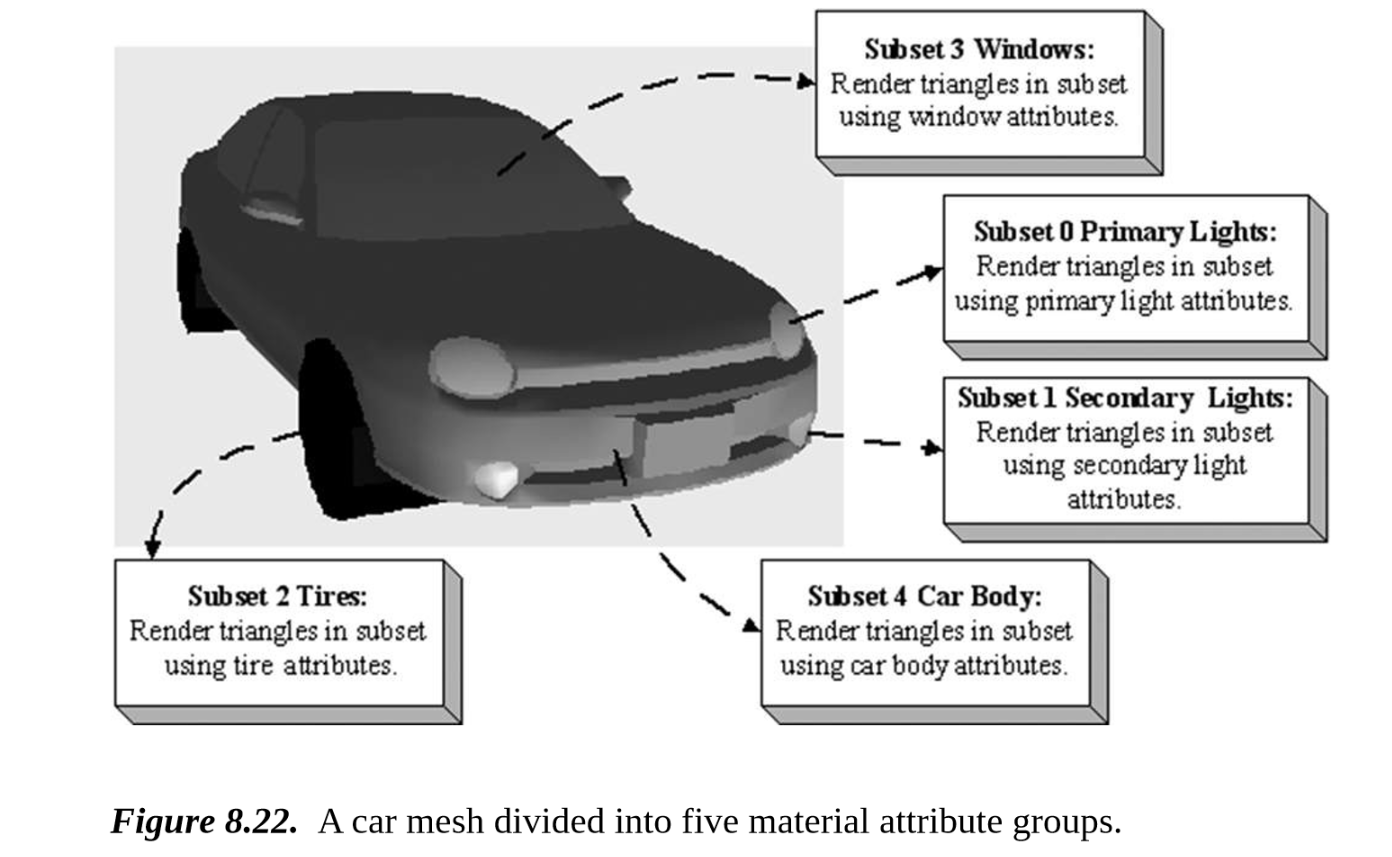 Subset 3 Windows:
Render triangles in subset
using window attributes.
Subset 0 Primary Lights:
Render triangles in subset
using primary light attributes.
Subset 1 Secondary Lights:
Render triangles in subset
using secondary light
attributes.
Subset 2 Tires:
Render triangles in subset
using tire attributes.
Subset 4 Car Body:
Render triangles in subset
using car body attributes.
Figure 8.22. A car mesh divided into five material attribute groups.